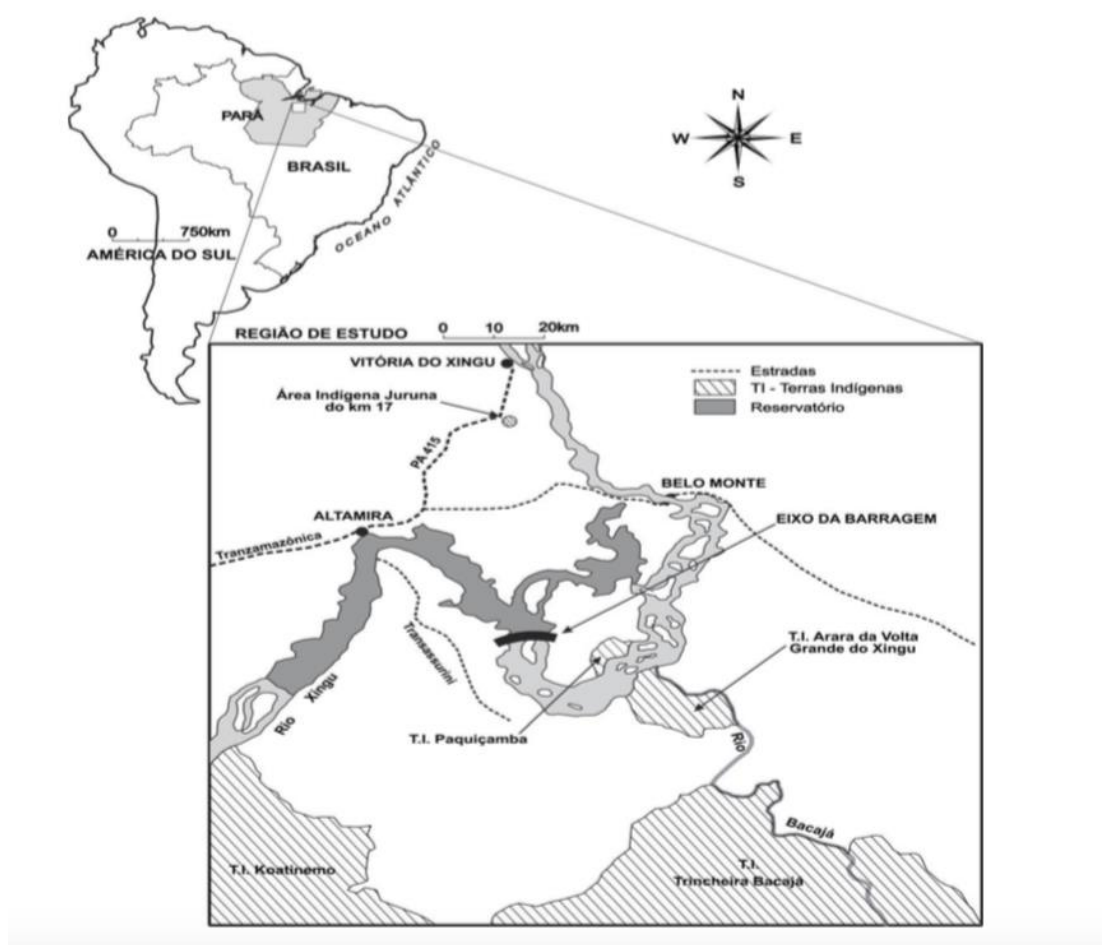 N
W E
S
PARÁ
BRASIL
OCEANO ATLÂNTICO
0 750km
AMÉRICA DO SUL
REGIÃO DE ESTUDO
0 10 20km
VITÓRIA DO XINGU
Estradas
TI - Terras Indígenas
Reservatório
Área Indígena Juruna
do km 17
PA 415
BELO MONTE
ALTAMIRA
EIXO DA BARRAGEM
Tranzamazônica
Transassurini
T.I. Arara da Volta
Grande do Xingu
Rio Xingu
T.I. Paquiçamba
Rio
Bacajá
T.I. Koatinemo
T.I.
Trincheira Bacajá